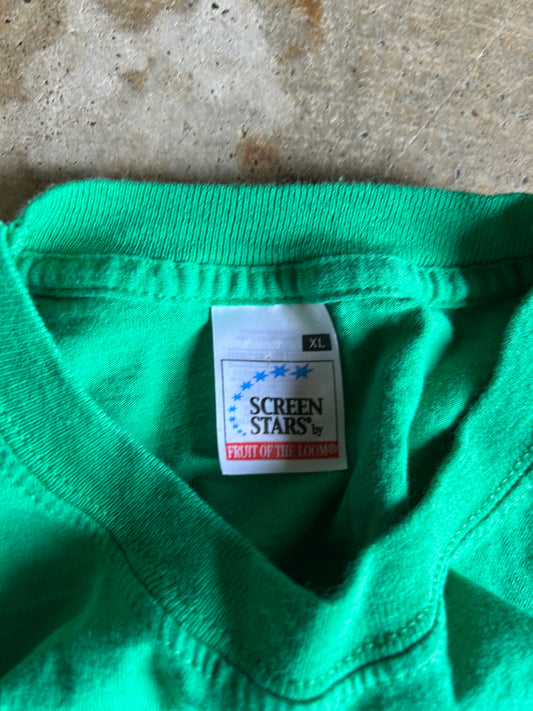 XL
SCREEN
STARS® by
FRUIT OF THE LOOM®